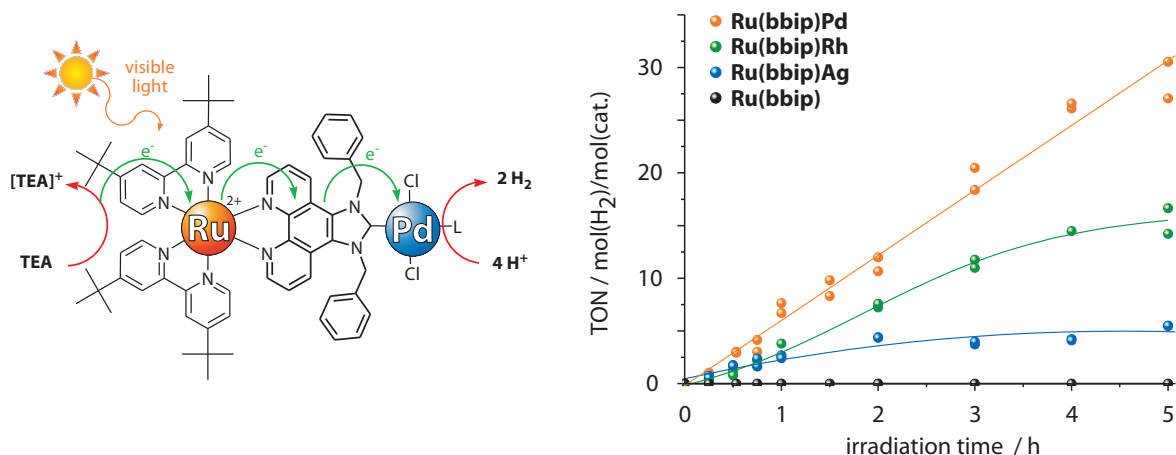 visible
light
e-
e-
e-
[TEA]+
TEA
N
N
N
N
N
N
Ru
2+
N
N
Cl
Pd
L
Cl
2 H2
4 H+
Ru(bbip)Pd
Ru(bbip)Rh
Ru(bbip)Ag
Ru(bbip)
TON / mol(H2)/mol(cat.)
30
20
10
0
0 1 2 3 4 5
irradiation time / h